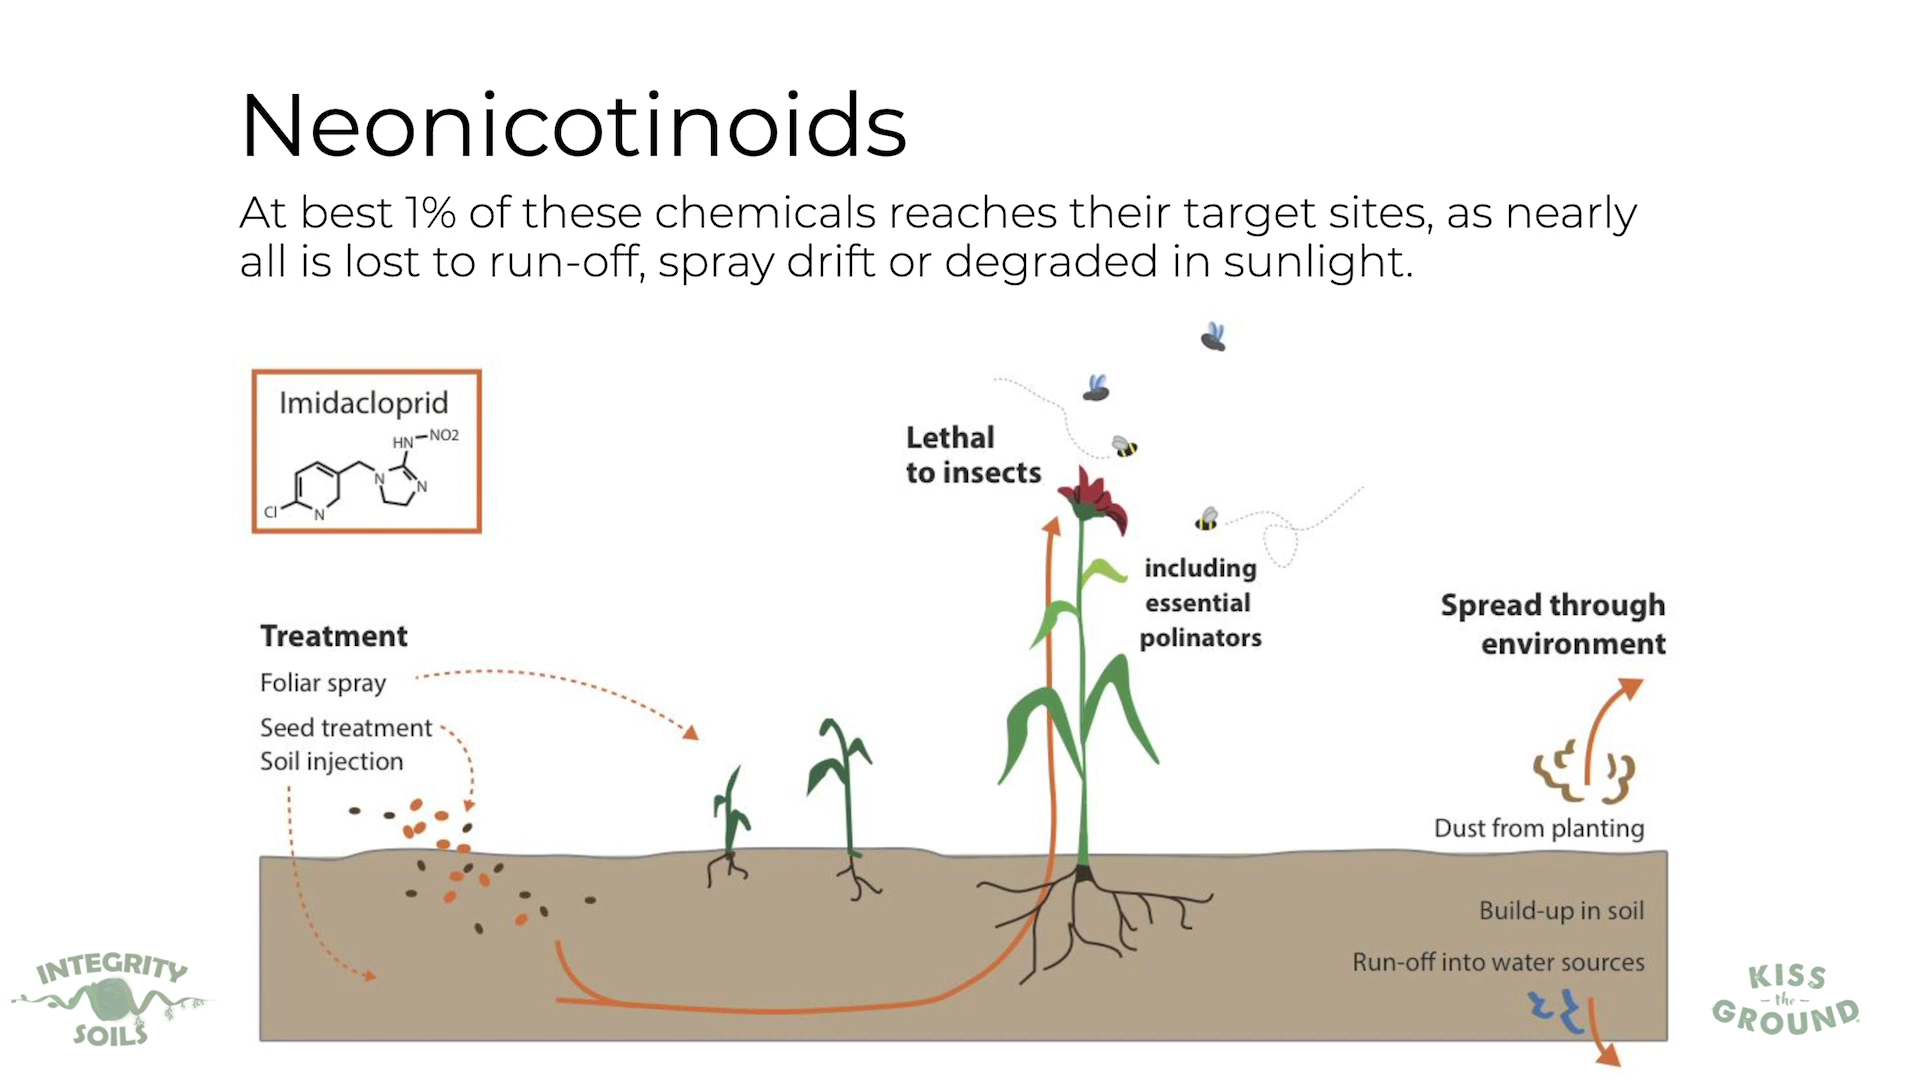 Neonicotinoids
At best 1% of these chemicals reaches their target sites, as nearly
all is lost to run-off, spray drift or degraded in sunlight.
Imidacloprid
HN
NO2
N
N
Cl
N
Lethal
to insects
including
essential
polinators
Treatment
Foliar spray
Seed treatment
Soil injection
Spread through
environment
Dust from planting
Build-up in soil
Run-off into water sources
INTEGRITY
SOILS
KISS
the
GROUND